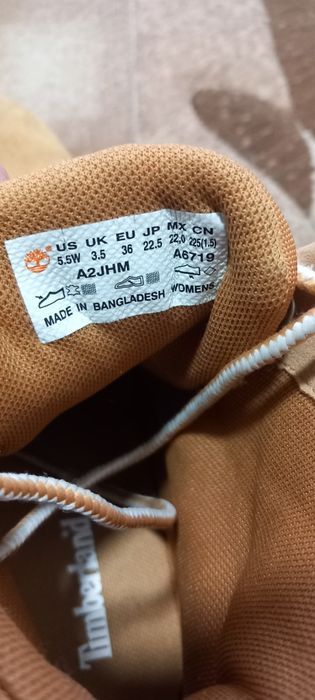 US UK EU JP MX CN
5.5W 3.5 36 22.5 22,0 225(1.5)
A2JHM A6719
WOMENS
MADE IN BANGLADESH
Timberland